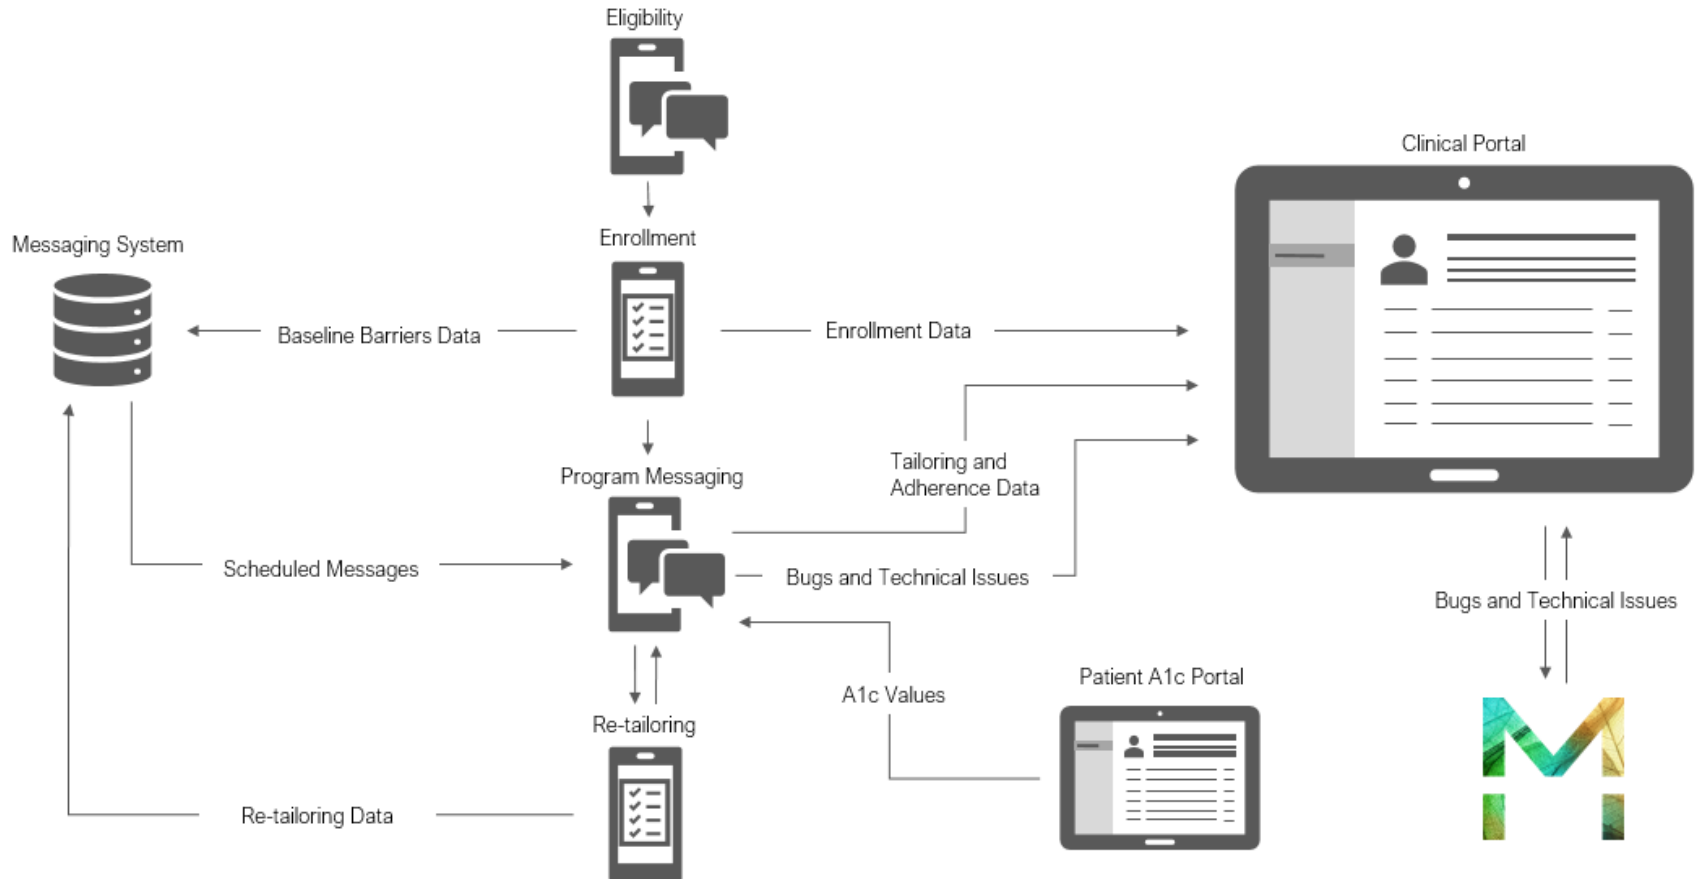 Eligibility
Clinical Portal
Enrollment
Messaging System
Baseline Barriers Data
Enrollment Data
Tailoring and
Adherence Data
Program Messaging
Scheduled Messages
Bugs and Technical Issues
Bugs and Technical Issues
Patient A1c Portal
A1c Values
Re-tailoring
Re-tailoring Data
M